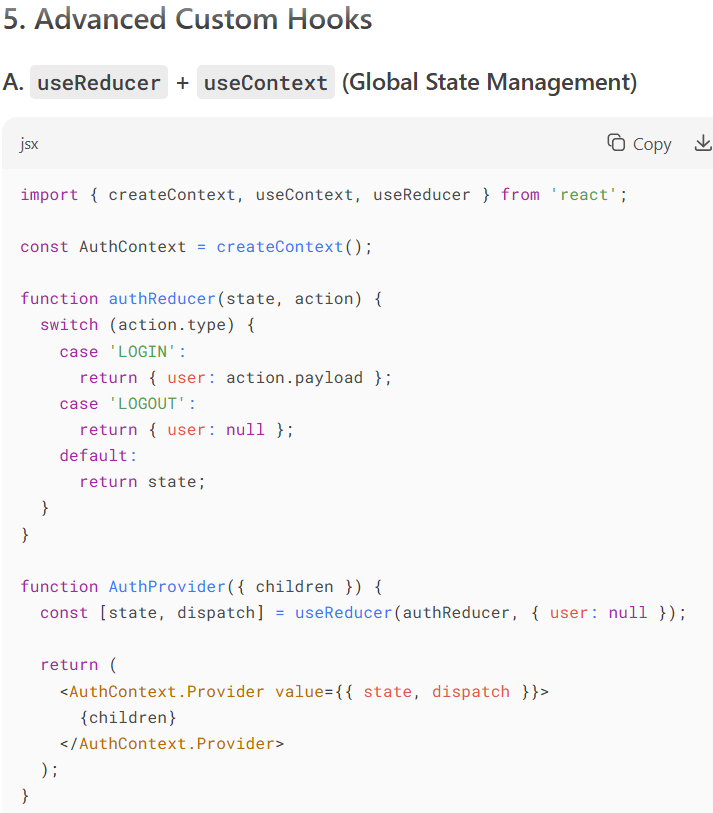 5. Advanced Custom Hooks
A. useReducer + useContext (Global State Management)
jsx
Copy
import { createContext, useContext, useReducer } from 'react';
const AuthContext = createContext();
function authReducer(state, action) {
  switch (action.type) {
    case 'LOGIN':
      return { user: action.payload };
    case 'LOGOUT':
      return { user: null };
    default:
      return state;
  }
}
function AuthProvider({ children }) {
  const [state, dispatch] = useReducer(authReducer, { user: null });
  return (
    <AuthContext.Provider value={{ state, dispatch }}>
      {children}
    </AuthContext.Provider>
  );
}